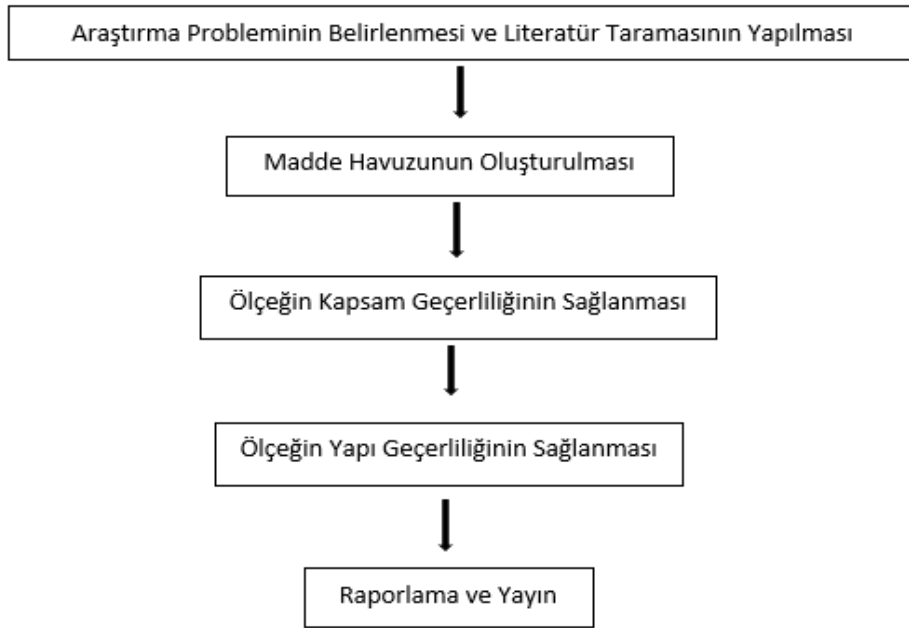 Araştırma Probleminin Belirlenmesi ve Literatür Taramasının Yapılması
Madde Havuzunun Oluşturulması
Ölçeğin Kapsam Geçerliliğinin Sağlanması
Ölçeğin Yapı Geçerliliğinin Sağlanması
Raporlama ve Yayın